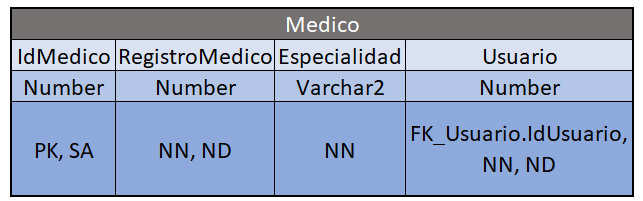 Medico
IdMedico RegistroMedico Especialidad Usuario
Number Number Varchar2 Number
PK, SA NN, ND NN FK_Usuario.IdUsuario,
NN, ND